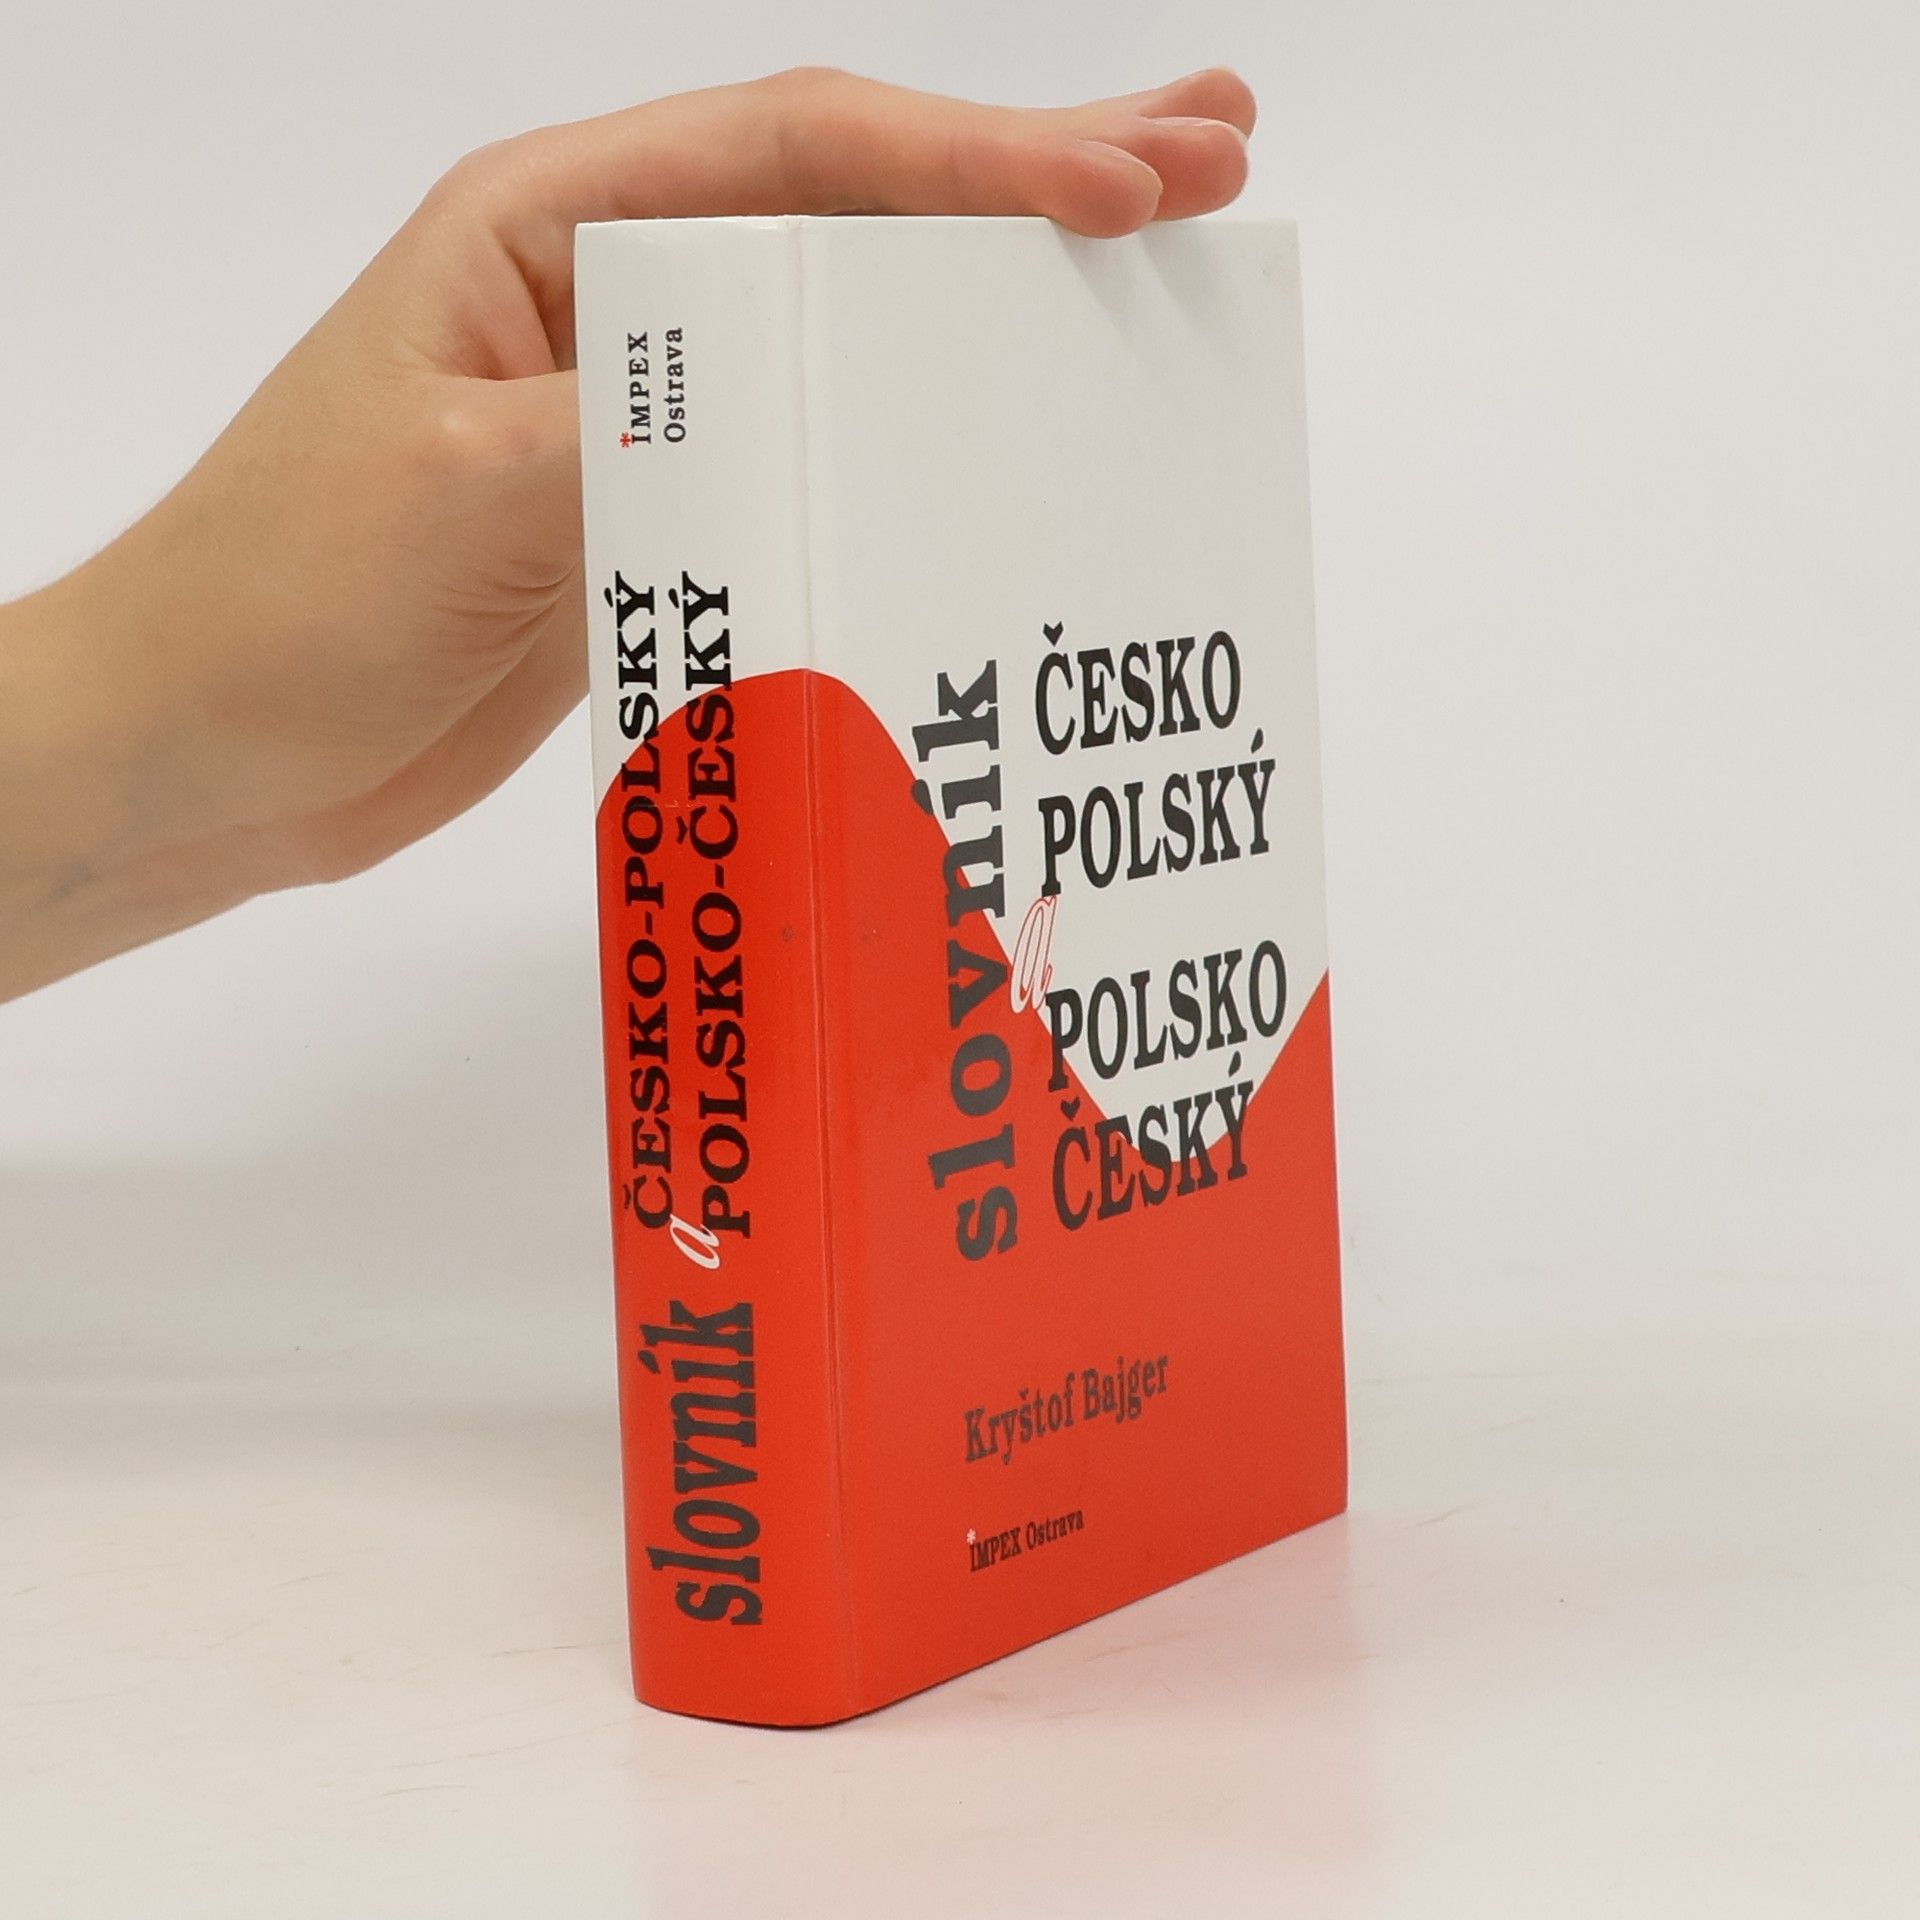 slovník
a
ČESKO-POLSKÝ
POLSKO-ČESKÝ
IMPEX
Ostrava
slovník
ČESKO
POLSKÝ
a
POLSKO
ČESKÝ
Kryštof Bajger
IMPEX Ostrava